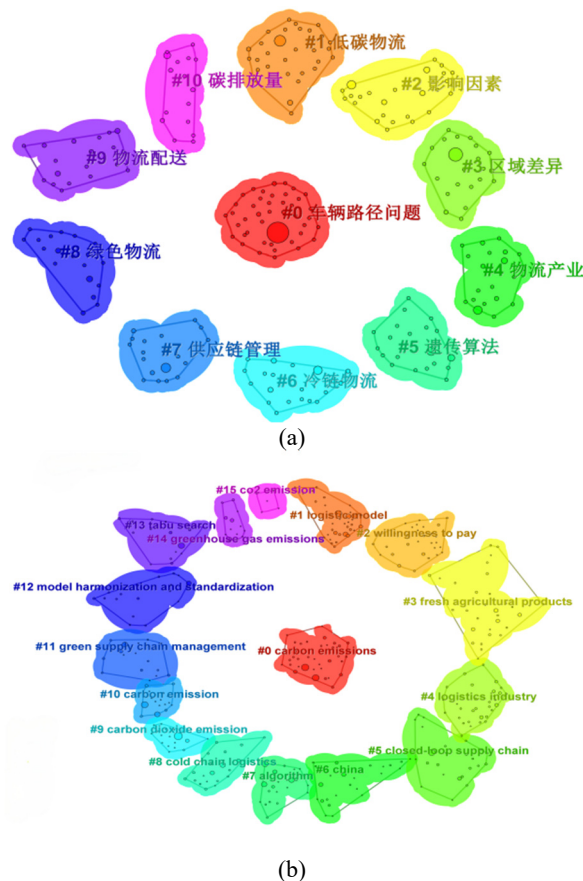 #1 低碳物流
#2 影响因素
#10 碳排放量
#9 物流配送
#3 区域差异
#0 车辆路径问题
#8 绿色物流
#4 物流产业
#7 供应链管理
#5 遗传算法
#6 冷链物流
(a)
#15 co2 emission
#1 logistic model
#13 tabu search
#2 willingness to pay
#14 greenhouse gas emissions
#12 model harmonization and standardization
#3 fresh agricultural products
#11 green supply chain management
#0 carbon emissions
#10 carbon emission
#4 logistics industry
#9 carbon dioxide emission
#5 closed-loop supply chain
#8 cold chain logistics
#6 china
#7 algorithm
(b)